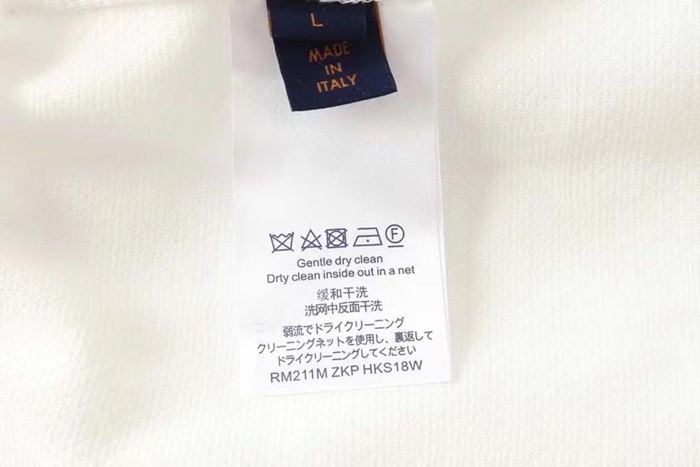 L
MADE
IN
ITALY
F
Gentle dry clean
Drty clean inside out in a net
缓和干洗
洗网中反面干洗
弱流でドライクリーニング
クリーニングネットを使用し、裏返して
ドライクリーニングしてください
RM211M ZKP HKS18W